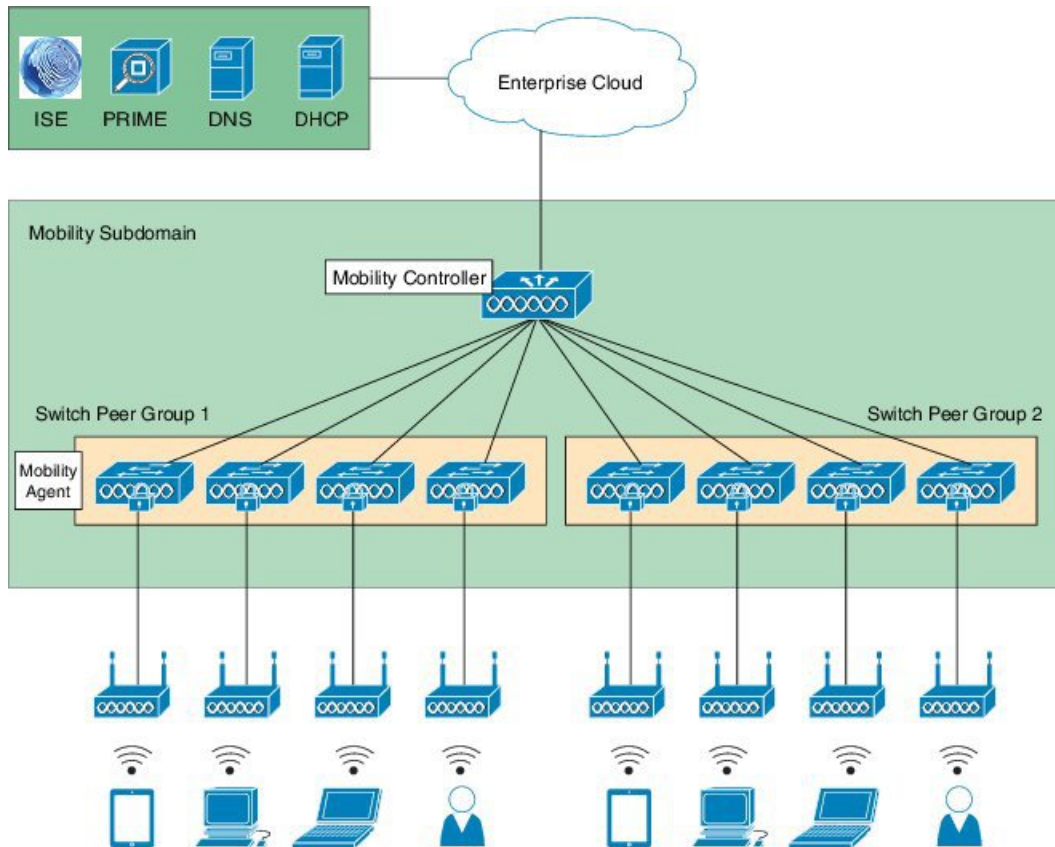 ISE PRIME DNS DHCP
Enterprise Cloud
Mobility Subdomain
Mobility Controller
Switch Peer Group 1
Switch Peer Group 2
Mobility
Agent